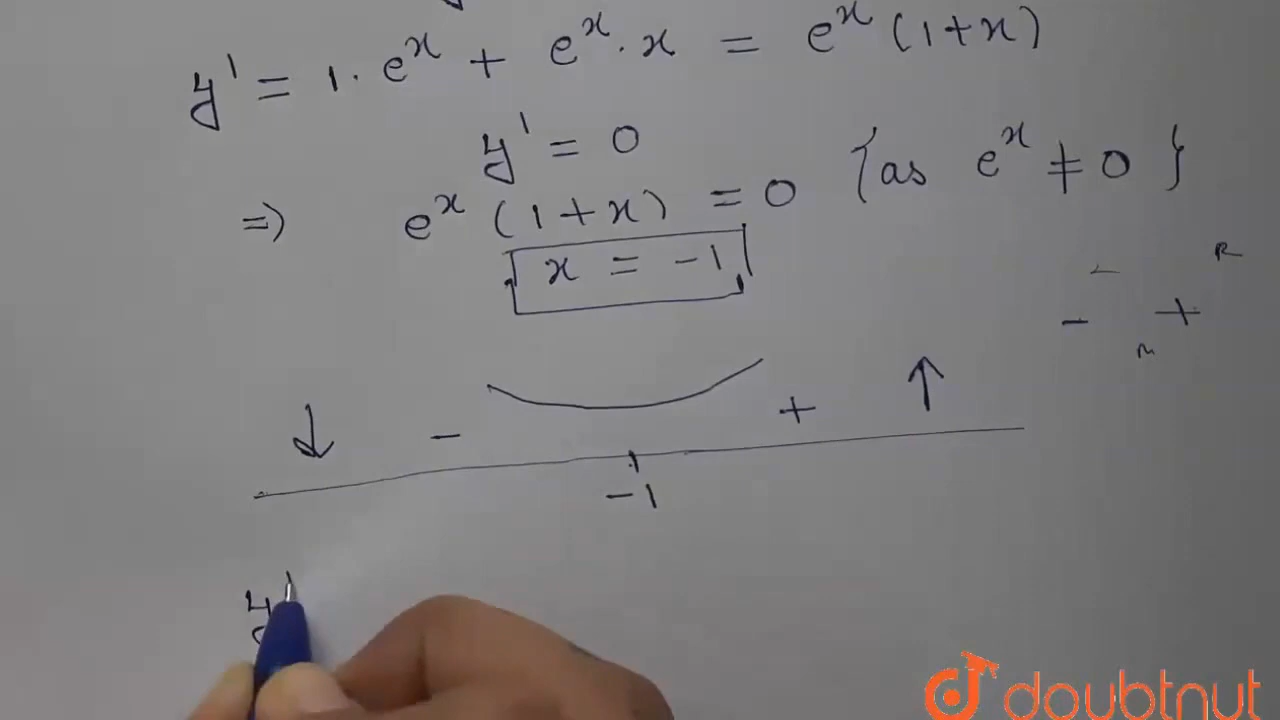 y' = 1 · e^x + e^x · x = e^x (1+x)
y' = 0
=> e^x (1+x) = 0 {as e^x ≠ 0 }
x = -1
L R
- +
m
↓ - + ↑
-1
y'
doubtnut